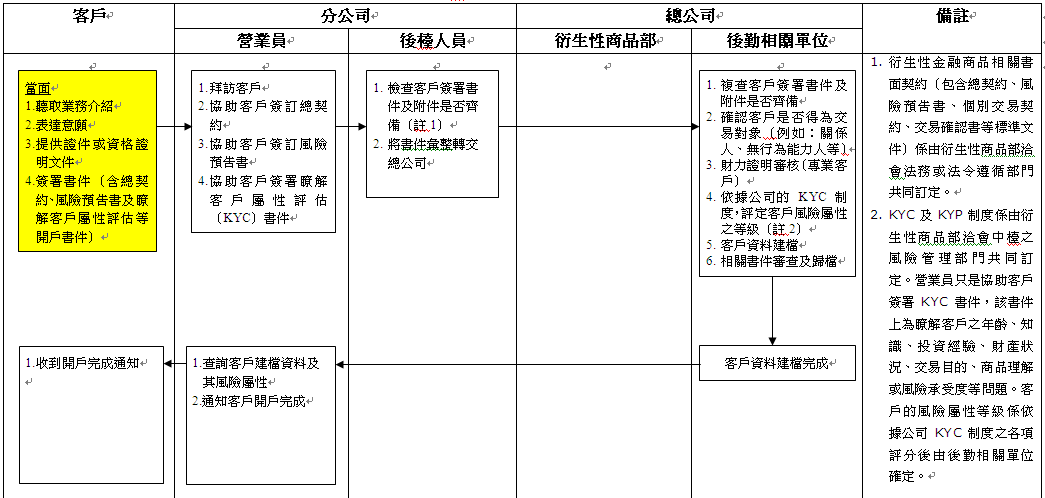 客戶
分公司
總公司
備註
營業員
後檯人員
衍生性商品部
後勤相關單位
當面
1.聽取業務介紹
2.表達意願
3.提供證件或資格證
明文件
4.簽署書件〔含總契
約、風險預告書及瞭
解客戶屬性評估等
開戶書件〕
1.拜訪客戶
2.協助客戶簽訂總契
約
3.協助客戶簽訂風險
預告書
4.協助客戶簽署瞭解
客戶屬性評估
〔KYC〕書件
1. 檢查客戶簽署書
件及附件是否齊
備〔註1〕
2. 將書件彙整轉交
總公司
1. 複查客戶簽署書件及
附件是否齊備
2. 確認客戶是否得為交
易對象〔例如：關係
人、無行為能力人等〕
3. 財力證明審核〔專業客
戶〕
4. 依據公司的 KYC 制
度，評定客戶風險屬性
之等級〔註2〕
5. 客戶資料建檔
6. 相關書件審查及歸檔
1. 衍生性金融商品相關書
面契約〔包含總契約、風
險預告書、個別交易契
約、交易確認書等標準文
件〕係由衍生性商品部洽
會法務或法令遵循部門
共同訂定。
2. KYC 及 KYP 制度係由衍
生性商品部洽會中檯之
風險管理部門共同訂
定。營業員只是協助客戶
簽署 KYC 書件，該書件
上為瞭解客戶之年齡、知
識、投資經驗、財產狀
況、交易目的、商品理解
或風險承受度等問題。客
戶的風險屬性等級係依
據公司 KYC 制度之各項
評分後由後勤相關單位
確定。
1.收到開戶完成通知
1.查詢客戶建檔資料及
其風險屬性
2.通知客戶開戶完成
客戶資料建檔完成